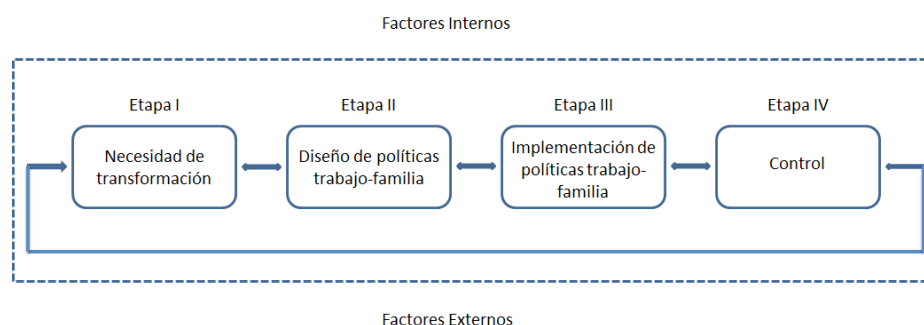 Factores Internos
Etapa I
Etapa II
Etapa III
Etapa IV
Necesidad de
transformación
Diseño de políticas
trabajo-familia
Implementación de
políticas trabajo-
familia
Control
Factores Externos